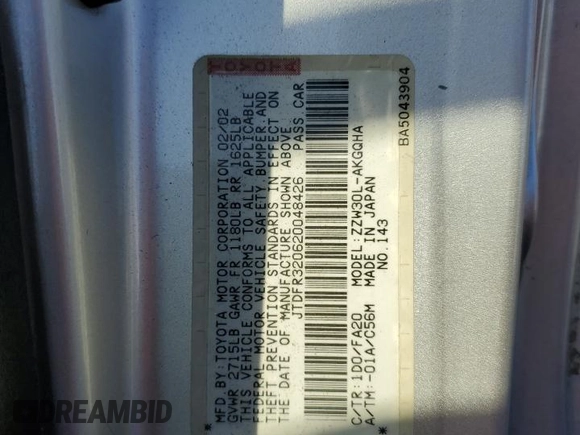 TOYOTA
MFD.BY:TOYOTA MOTOR CORPORATION 02/02
GVWR 2715LB GAWR FR 1180LB RR 1625LB
THIS VEHICLE CONFORMS TO ALL APPLICABLE
FEDERAL MOTOR VEHICLE SAFETY,BUMPER,AND
THEFT PREVENTION STANDARDS IN EFFECT ON
THE DATE OF MANUFACTURE SHOWN ABOVE.
JTDFR320620048426 PASS.CAR
C/TR:1D0/FA20 MODEL:ZZW30L-AKGQHA
A/TM:-01A/C56M MADE IN JAPAN
NO.143
* * BA5043904
DREAMBID